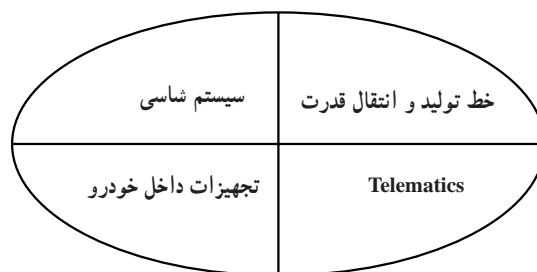 خط تولید و انتقال قدرت
سیستم شاسی
Telematics
تجهیزات داخل خودرو